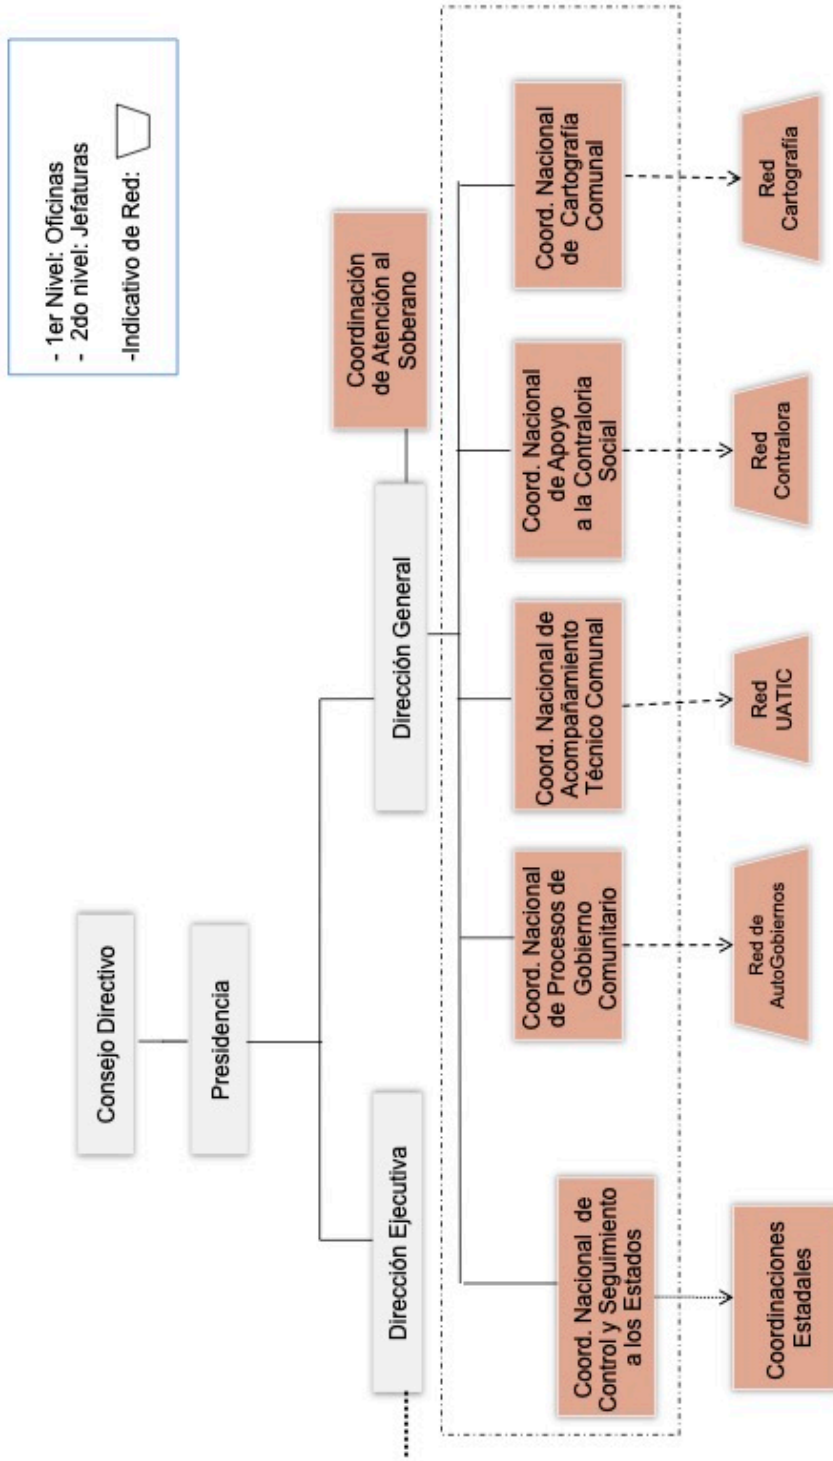 - 1er Nivel: Oficinas
- 2do nivel: Jefaturas
-Indicativo de Red:
Consejo Directivo
Presidencia
Dirección Ejecutiva
Dirección General
Coordinación
de Atención al
Soberano
Coord. Nacional de
Control y Seguimiento
a los Estados
Coord. Nacional
de Procesos de
Gobierno
Comunitario
Coord. Nacional de
Acompañamiento
Técnico Comunal
Coord. Nacional
de Apoyo
a la Contraloria
Social
Coord. Nacional
de Cartografía
Comunal
Coordinaciones
Estadales
Red de
AutoGobiernos
Red
UATIC
Red
Contralora
Red
Cartografía